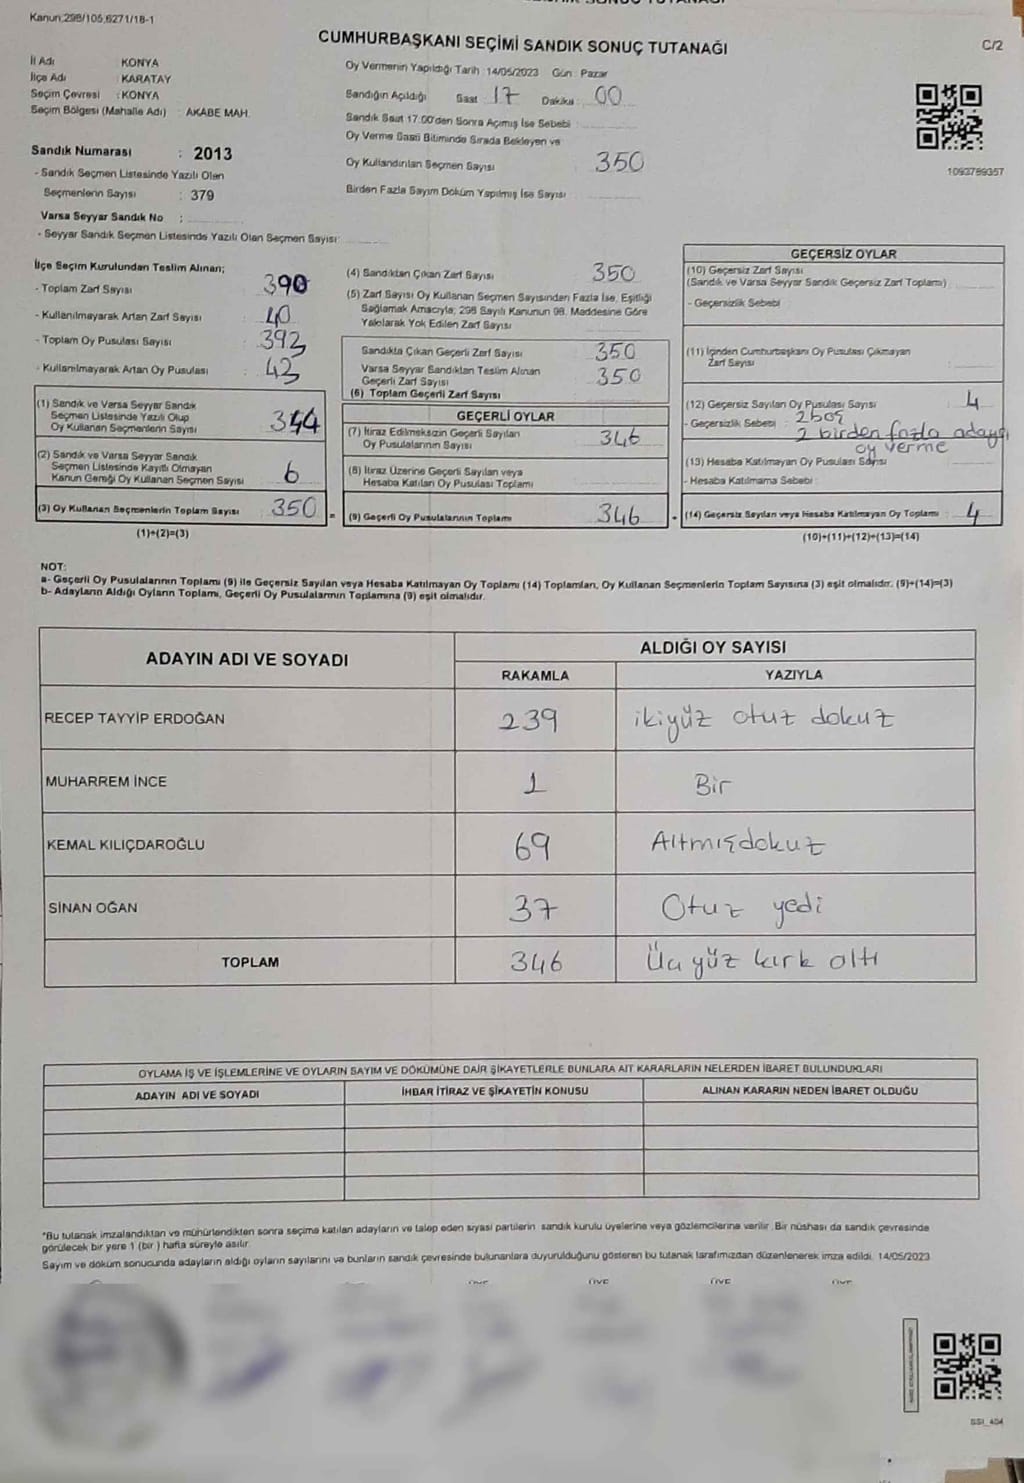 Kanun:298/105,6271/18-1
CUMHURBAŞKANI SEÇİMİ SANDIK SONUÇ TUTANAĞI
C/2
İl Adı KONYA
İlçe Adı : KARATAY
Seçim Çevresi : KONYA
Seçim Bölgesi (Mahalle Adı) : AKABE MAH.
Oy Vermenin Yapıldığı Tarih : 14/05/2023 Gün : Pazar
Sandığın Açıldığı Saat : 17 Dakika : 00
Sandık Saat 17:00'den Sonra Açımış İse Sebebi :
Oy Verme Saati Bitiminde Sırada Bekleyen ve
Oy Kullandırılan Seçmen Sayısı : 350
Birden Fazla Sayım Döküm Yapılmış İse Sayısı :
1093789357
Sandık Numarası : 2013
- Sandık Seçmen Listesinde Yazılı Olan
Seçmenlerin Sayısı : 379
Varsa Seyyar Sandık No :
- Seyyar Sandık Seçmen Listesinde Yazılı Olan Seçmen Sayısı:
İlçe Seçim Kurulundan Teslim Alınan;
- Toplam Zarf Sayısı : 390
- Kullanılmayarak Artan Zarf Sayısı : 40
- Toplam Oy Pusulası Sayısı : 393
- Kullanılmayarak Artan Oy Pusulası : 43
(1) Sandık ve Varsa Seyyar Sandık
Seçmen Listesinde Yazılı Olup
Oy Kullanan Seçmenlerin Sayısı 344
(2) Sandık ve Varsa Seyyar Sandık
Seçmen Listesinde Kayıtlı Olmayan
Kanun Gereği Oy Kullanan Seçmen Sayısı 6
(3) Oy Kullanan Seçmenlerin Toplam Sayısı 350 =
(1)+(2)=(3)
(4) Sandıktan Çıkan Zarf Sayısı : 350
(5) Zarf Sayısı Oy Kullanan Seçmen Sayısından Fazla İse, Eşitliği
Sağlamak Amacıyla; 298 Sayılı Kanunun 98. Maddesine Göre
Yakılarak Yok Edilen Zarf Sayısı :
Sandıkta Çıkan Geçerli Zarf Sayısı : 350
Varsa Seyyar Sandıktan Teslim Alınan
Geçerli Zarf Sayısı : 350
(6) Toplam Geçerli Zarf Sayısı
GEÇERLİ OYLAR
(7) İtiraz Edilmeksizin Geçerli Sayılan
Oy Pusulalarının Sayısı : 346
(8) İtiraz Üzerine Geçerli Sayılan veya
Hesaba Katılan Oy Pusulası Toplamı :
(9) Geçerli Oy Pusulalarının Toplamı : 346 +
GEÇERSİZ OYLAR
(10) Geçersiz Zarf Sayısı
(Sandık ve Varsa Seyyar Sandık Geçersiz Zarf Toplamı)
- Geçersizlik Sebebi :
(11) İçinden Cumhurbaşkanı Oy Pusulası Çıkmayan
Zarf Sayısı :
(12) Geçersiz Sayılan Oy Pusulası Sayısı : 4
- Geçersizlik Sebebi : 2 boş
2 birden fazla adaya
oy verme
(13) Hesaba Katılmayan Oy Pusulası Sayısı :
- Hesaba Katılmama Sebebi :
(14) Geçersiz Sayılan veya Hesaba Katılmayan Oy Toplamı : 4
(10)+(11)+(12)+(13)=(14)
NOT:
a- Geçerli Oy Pusulalarının Toplamı (9) ile Geçersiz Sayılan veya Hesaba Katılmayan Oy Toplamı (14) Toplamları, Oy Kullanan Seçmenlerin Toplam Sayısına (3) eşit olmalıdır. (9)+(14)=(3)
b- Adayların Aldığı Oyların Toplamı, Geçerli Oy Pusulalarının Toplamına (9) eşit olmalıdır.
ADAYIN ADI VE SOYADI
ALDIĞI OY SAYISI
RAKAMLA YAZIYLA
RECEP TAYYİP ERDOĞAN 239 ikiyüz otuz dokuz
MUHARREM İNCE 1 Bir
KEMAL KILIÇDAROĞLU 69 Altmışdokuz
SİNAN OĞAN 37 Otuz yedi
TOPLAM 346 Üç yüz kırk altı
OYLAMA İŞ VE İŞLEMLERİNE VE OYLARIN SAYIM VE DÖKÜMÜNE DAİR ŞİKAYETLERLE BUNLARA AİT KARARLARIN NELERDEN İBARET BULUNDUKLARI
ADAYIN ADI VE SOYADI İHBAR İTİRAZ VE ŞİKAYETİN KONUSU ALINAN KARARIN NEDEN İBARET OLDUĞU
*Bu tutanak imzalandıktan ve mühürlendikten sonra seçime katılan adayların ve talep eden siyasi partilerin sandık kurulu üyelerine veya gözlemcilerine verilir. Bir nüshası da sandık çevresinde
görülecek bir yere 1 (bir ) hafta süreyle asılır.
Sayım ve döküm sonucunda adayların aldığı oyların sayılarını ve bunların sandık çevresinde bulunanlara duyurulduğunu gösteren bu tutanak tarafımızdan düzenlenerek imza edildi. 14/05/2023
SSI_404